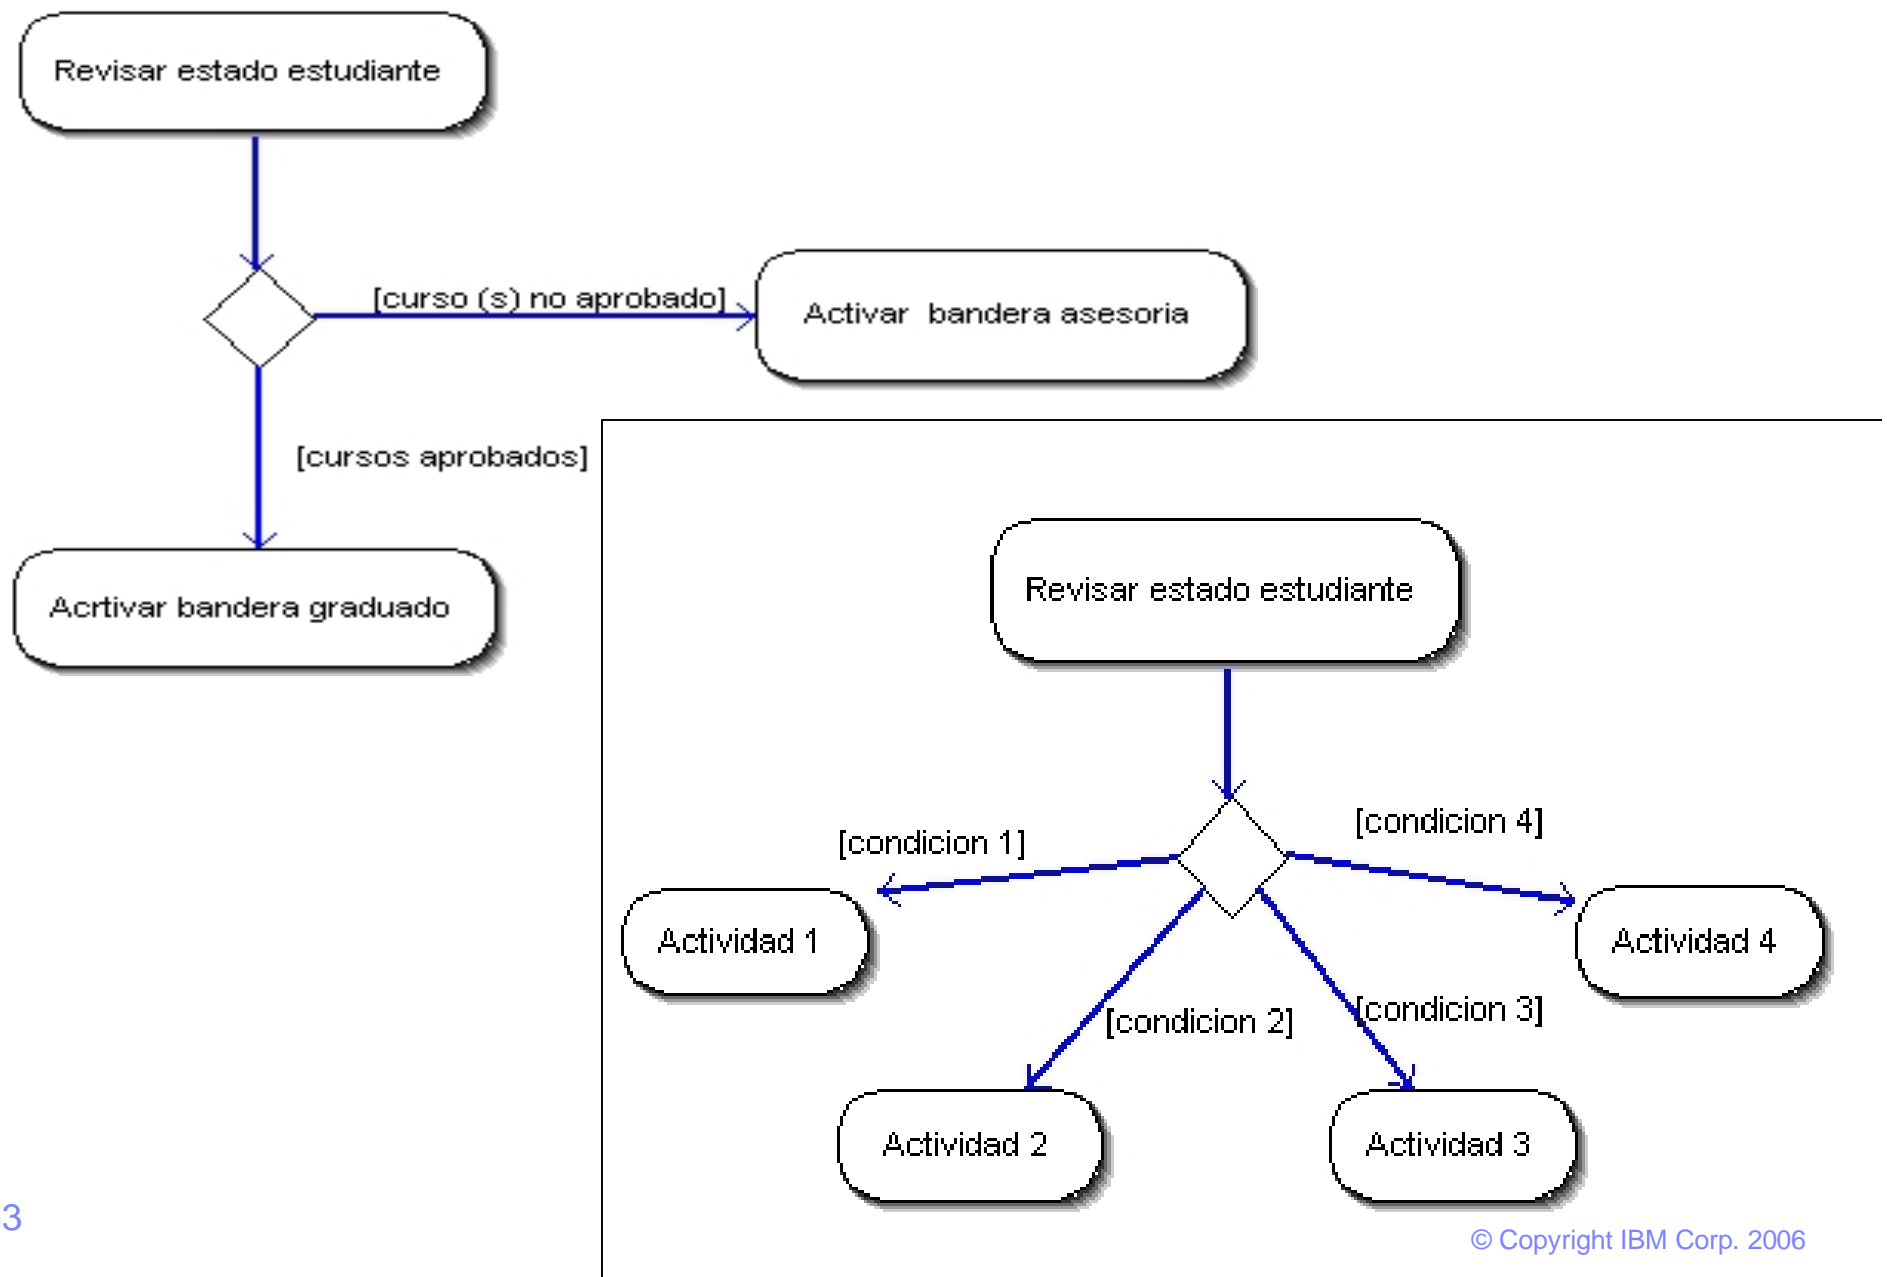 Revisar estado estudiante
[curso (s) no aprobado]
Activar  bandera asesoria
[cursos aprobados]
Acrtivar bandera graduado
Revisar estado estudiante
[condicion 1]
[condicion 4]
Actividad 1
Actividad 4
[condicion 2]
[condicion 3]
Actividad 2
Actividad 3
3
© Copyright IBM Corp. 2006